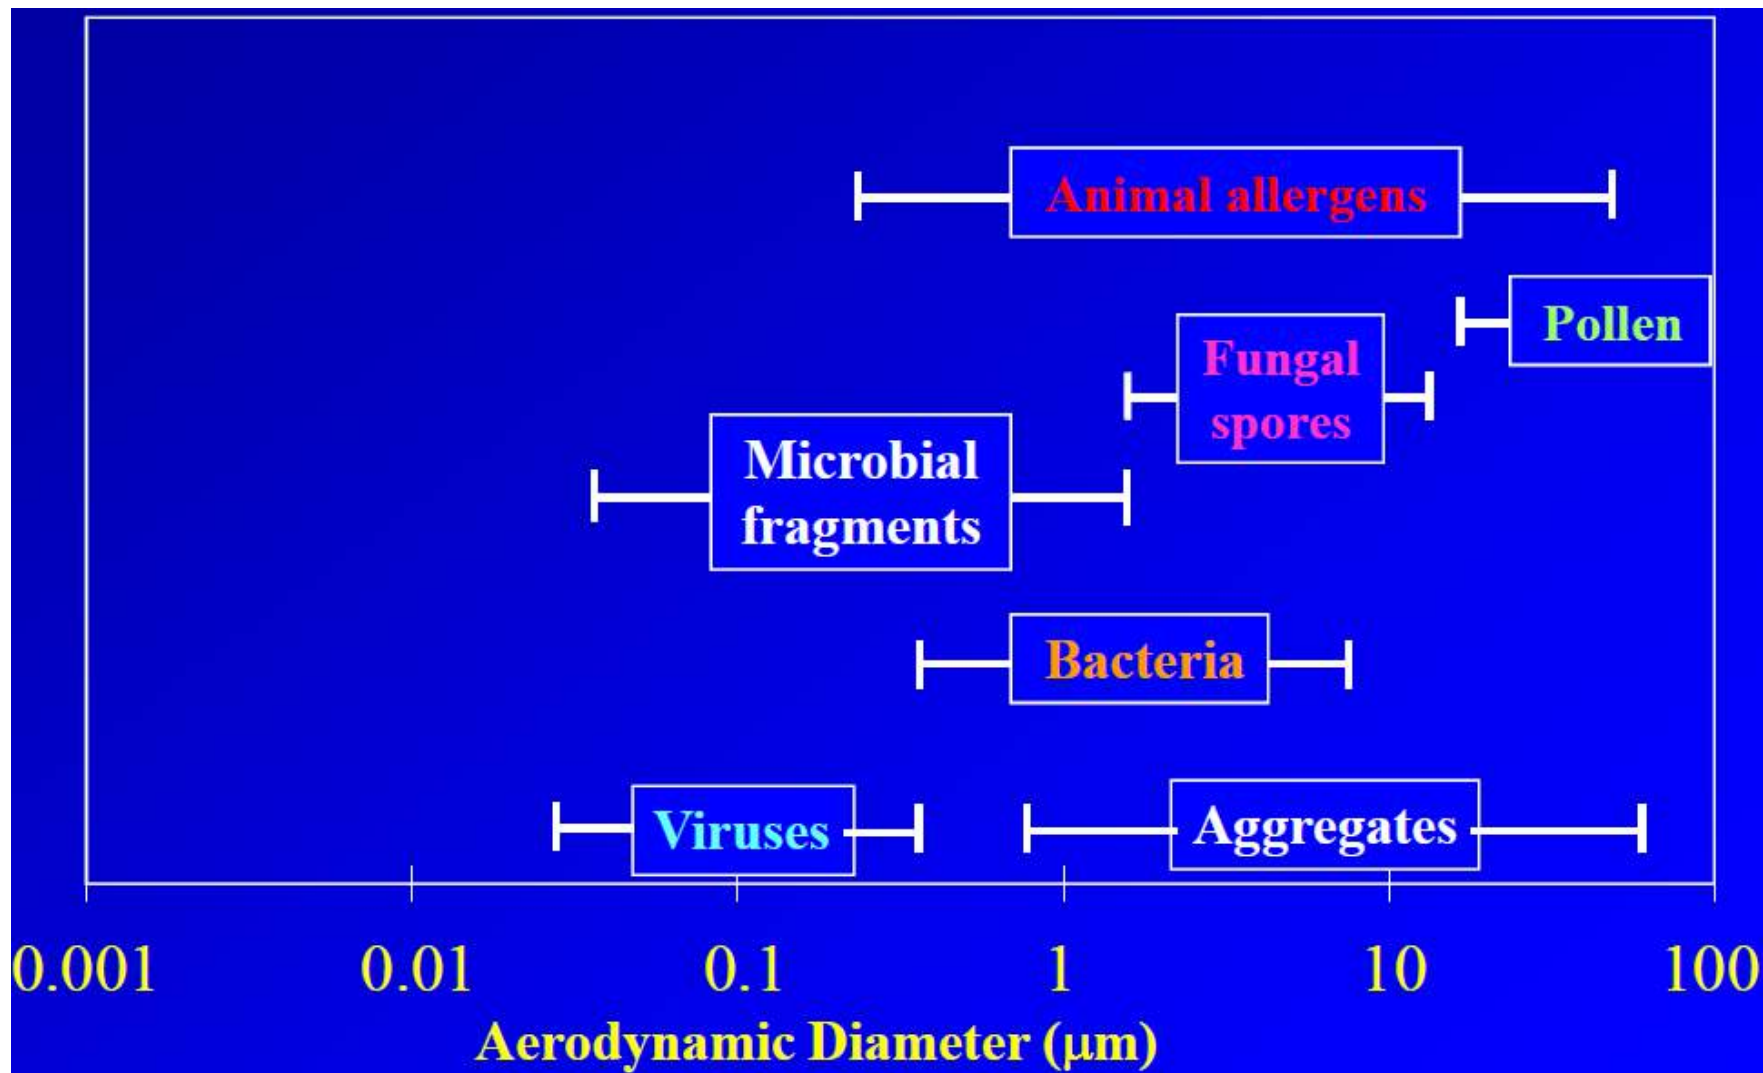 Animal allergens
Pollen
Fungal
spores
Microbial
fragments
Bacteria
Viruses
Aggregates
0.001 0.01 0.1 1 10 100
Aerodynamic Diameter (μm)